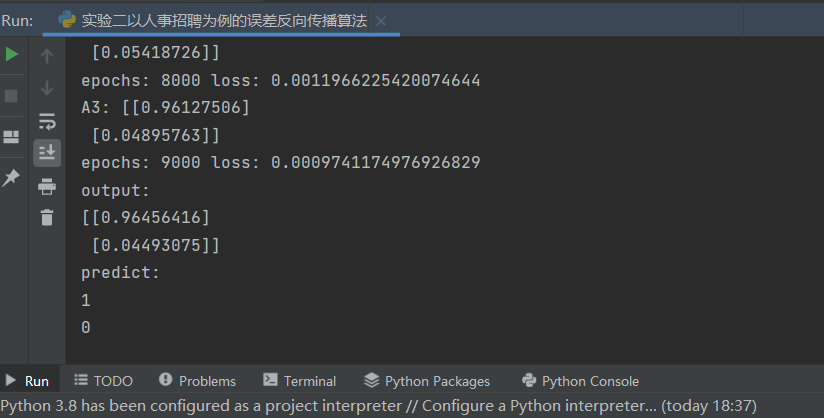 Run: 实验二以人事招聘为例的误差反向传播算法
[0.05418726]]
epochs: 8000 loss: 0.0011966225420074644
A3: [[0.96127506]
[0.04895763]]
epochs: 9000 loss: 0.0009741174976926829
output:
[[0.96456416]
[0.04493075]]
predict:
1
0
Run TODO Problems Terminal Python Packages Python Console
Python 3.8 has been configured as a project interpreter // Configure a Python interpreter... (today 18:37)